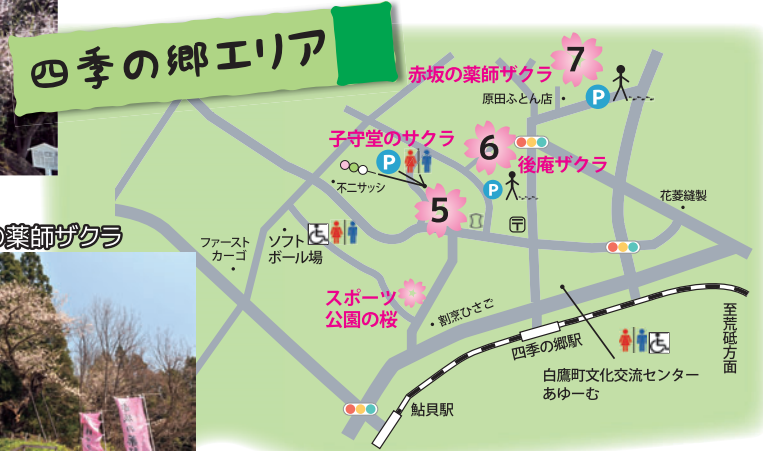 四季の郷エリア
7
赤坂の薬師ザクラ
原田ふとん店
P
子守堂のサクラ
P
6
後庵ザクラ
不二サッシ
P
5
〒
花菱縫製
の薬師ザクラ
ファースト
カーゴ
ソフト
ボール場
スポーツ
公園の桜
割烹ひさご
四季の郷駅
至荒砥方面
白鷹町文化交流センター
あゆーむ
鮎貝駅